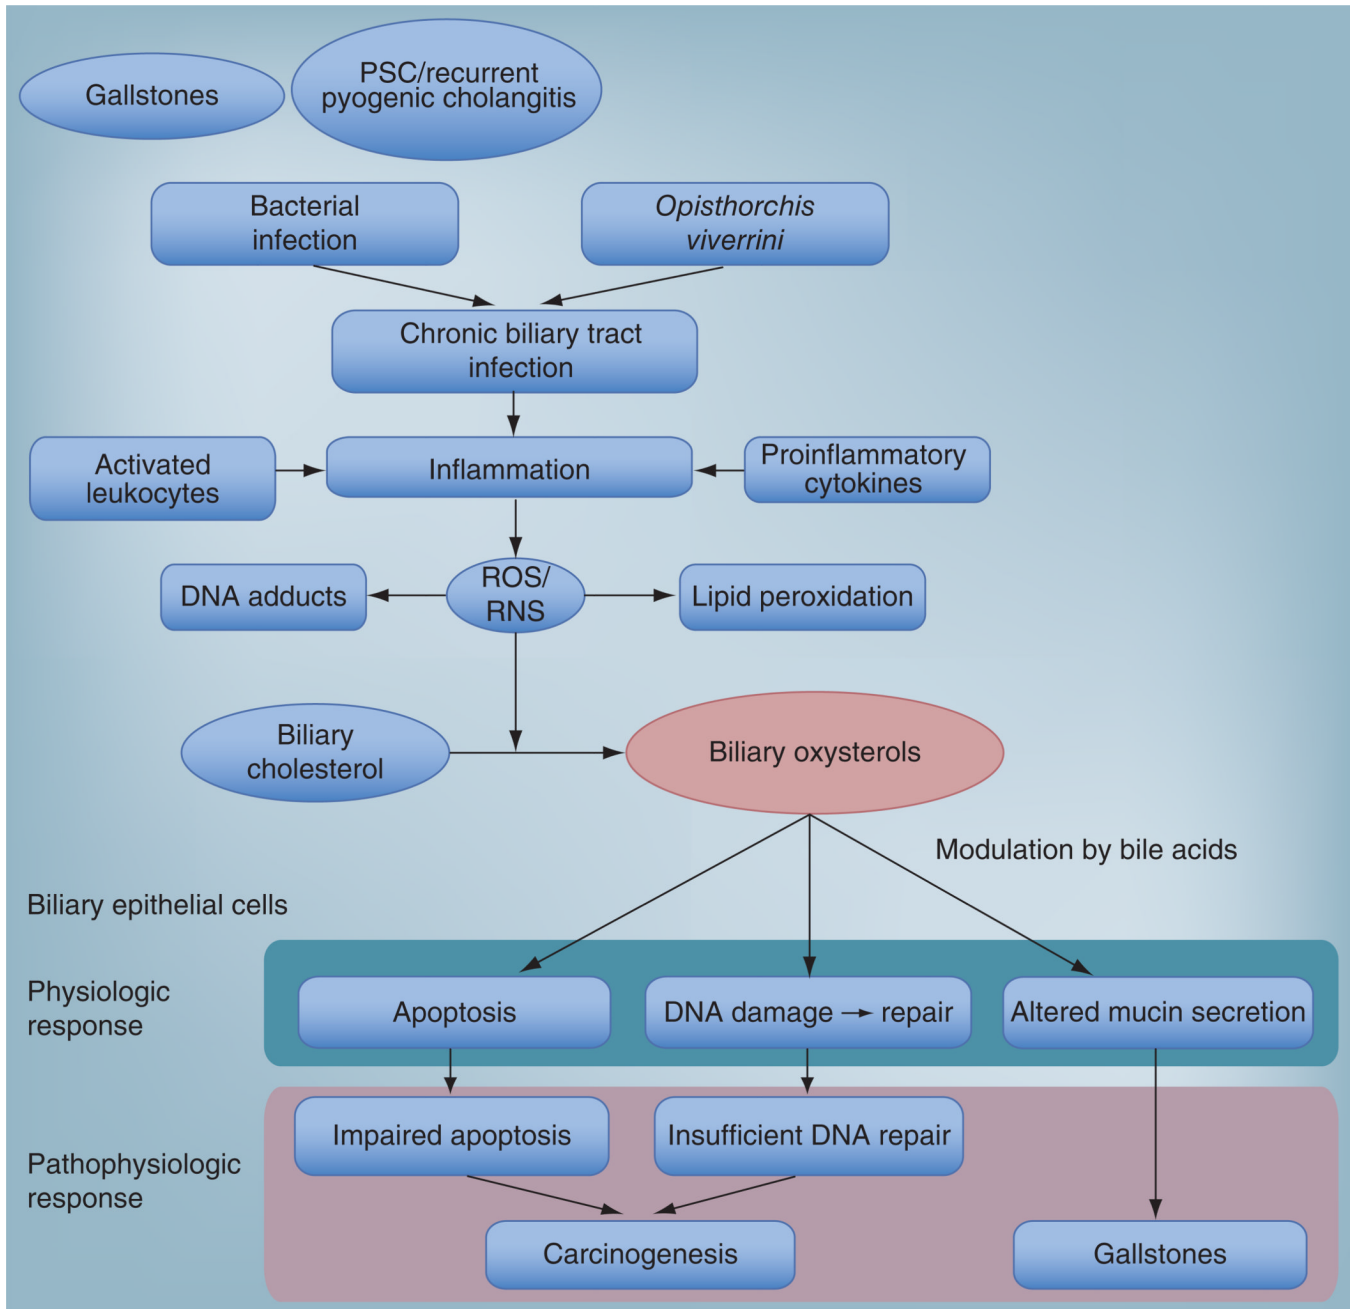 Gallstones
PSC/recurrent
pyogenic cholangitis
Bacterial
infection
Opisthorchis
viverrini
Chronic biliary tract
infection
Activated
leukocytes
Inflammation
Proinflammatory
cytokines
DNA adducts
ROS/
RNS
Lipid peroxidation
Biliary
cholesterol
Biliary oxysterols
Modulation by bile acids
Biliary epithelial cells
Physiologic
response
Apoptosis
DNA damage → repair
Altered mucin secretion
Pathophysiologic
response
Impaired apoptosis
Insufficient DNA repair
Carcinogenesis
Gallstones